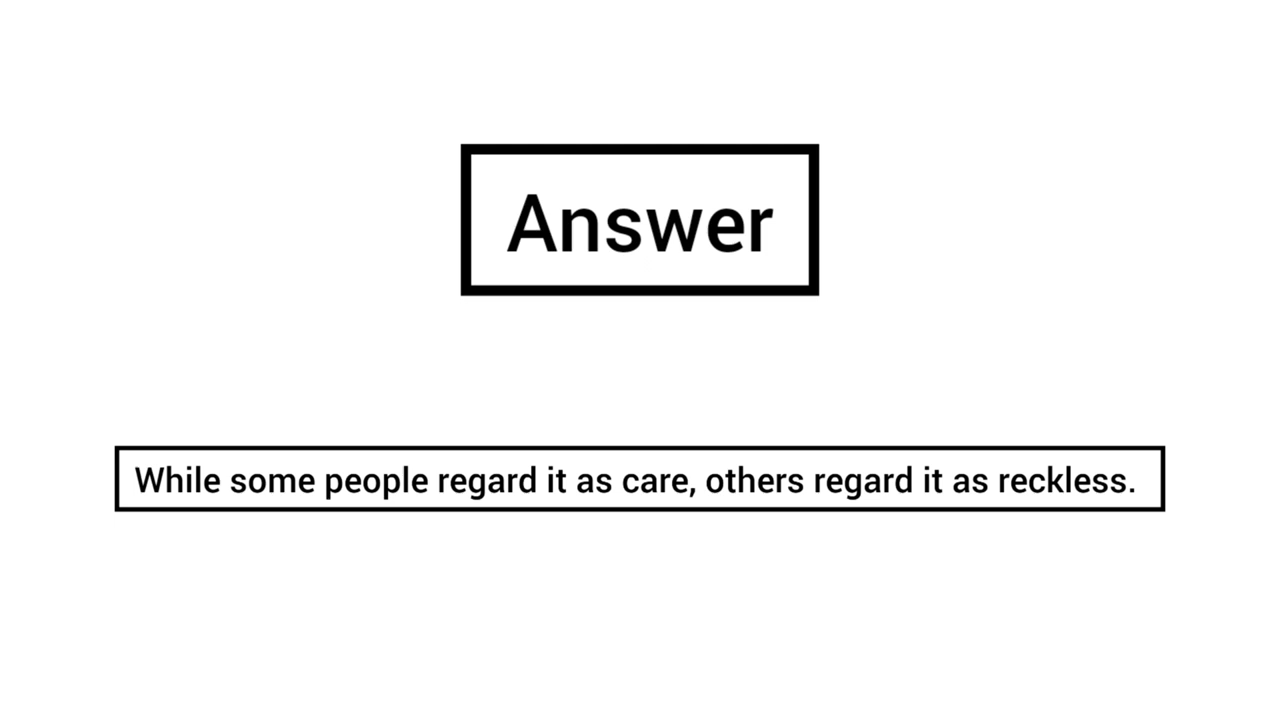 Answer
While some people regard it as care, others regard it as reckless.